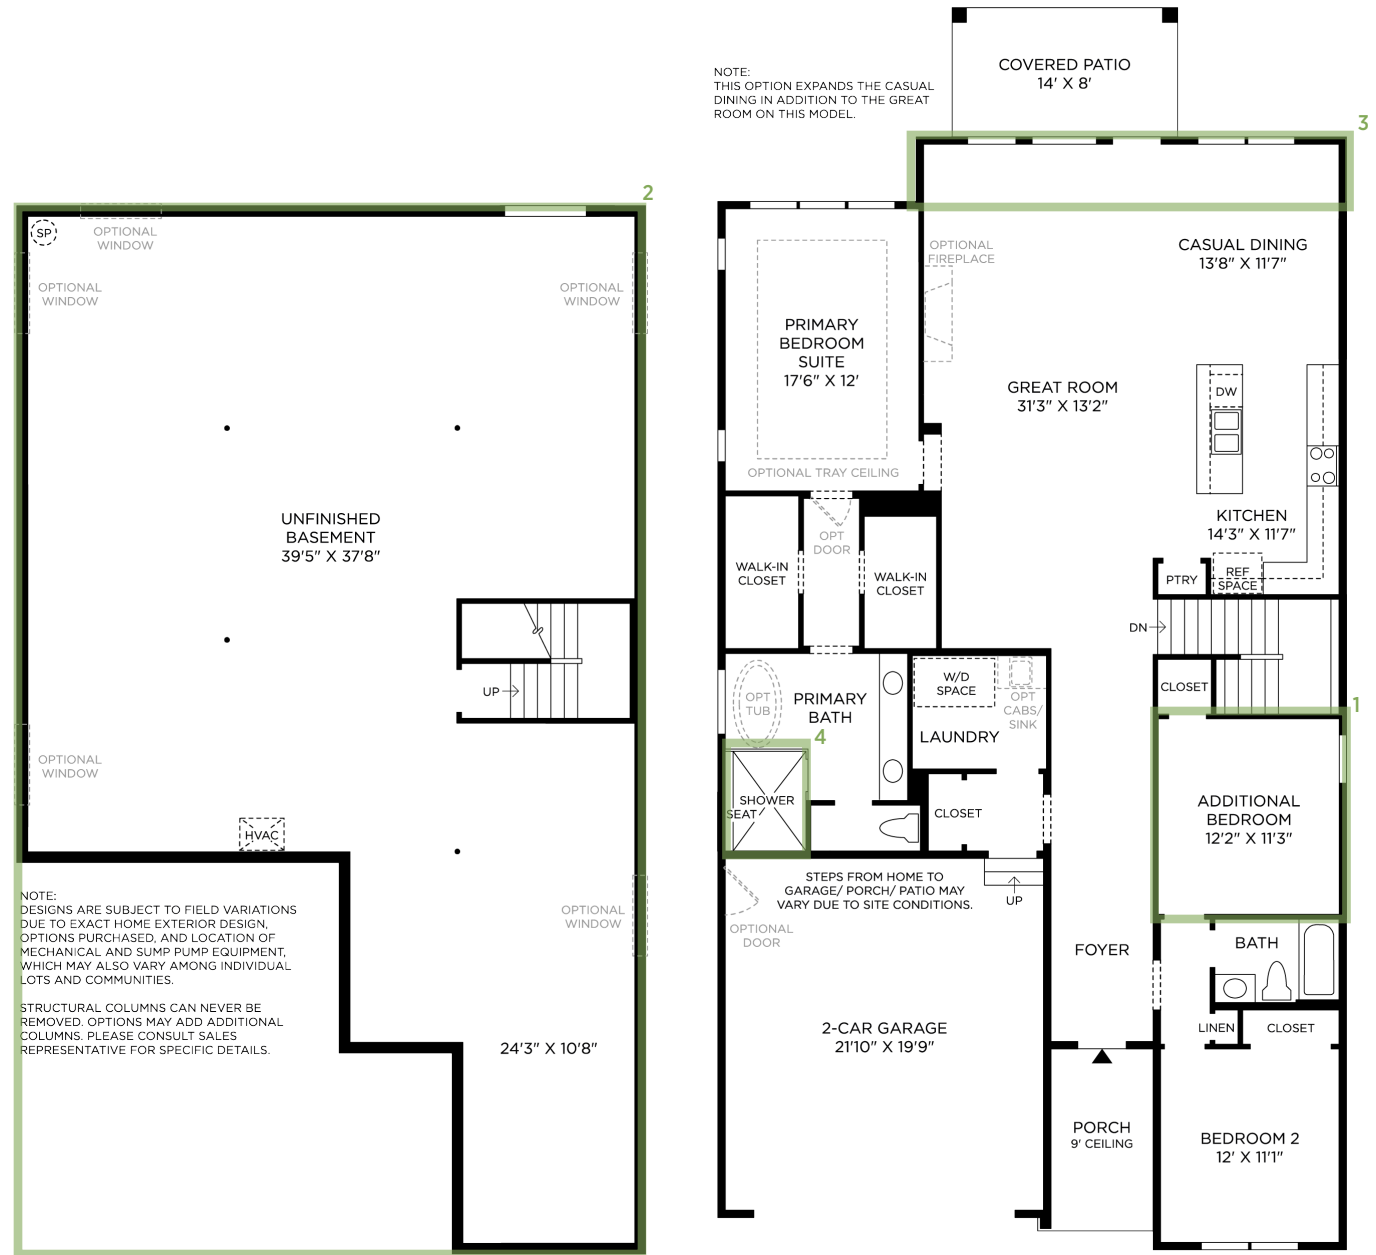 COVERED PATIO
14' X 8'
NOTE:
THIS OPTION EXPANDS THE CASUAL
DINING IN ADDITION TO THE GREAT
ROOM ON THIS MODEL.
3
2
SP
OPTIONAL
WINDOW
OPTIONAL
WINDOW
OPTIONAL
WINDOW
UNFINISHED
BASEMENT
39'5" X 37'8"
UP
OPTIONAL
WINDOW
HVAC
NOTE:
DESIGNS ARE SUBJECT TO FIELD VARIATIONS
DUE TO EXACT HOME EXTERIOR DESIGN,
OPTIONS PURCHASED, AND LOCATION OF
MECHANICAL AND SUMP PUMP EQUIPMENT,
WHICH MAY ALSO VARY AMONG INDIVIDUAL
LOTS AND COMMUNITIES.
STRUCTURAL COLUMNS CAN NEVER BE
REMOVED. OPTIONS MAY ADD ADDITIONAL
COLUMNS. PLEASE CONSULT SALES
REPRESENTATIVE FOR SPECIFIC DETAILS.
OPTIONAL
WINDOW
24'3" X 10'8"
OPTIONAL
FIREPLACE
CASUAL DINING
13'8" X 11'7"
PRIMARY
BEDROOM
SUITE
17'6" X 12'
OPTIONAL TRAY CEILING
GREAT ROOM
31'3" X 13'2"
DW
KITCHEN
14'3" X 11'7"
OPT
DOOR
WALK-IN
CLOSET
WALK-IN
CLOSET
PTRY
REF
SPACE
DN
CLOSET
1
OPT
TUB
PRIMARY
BATH
W/D
SPACE
OPT
CABS/
SINK
LAUNDRY
4
SHOWER
SEAT
CLOSET
ADDITIONAL
BEDROOM
12'2" X 11'3"
STEPS FROM HOME TO
GARAGE/ PORCH/ PATIO MAY
VARY DUE TO SITE CONDITIONS.
UP
OPTIONAL
DOOR
FOYER
BATH
2-CAR GARAGE
21'10" X 19'9"
LINEN
CLOSET
PORCH
9' CEILING
BEDROOM 2
12' X 11'1"